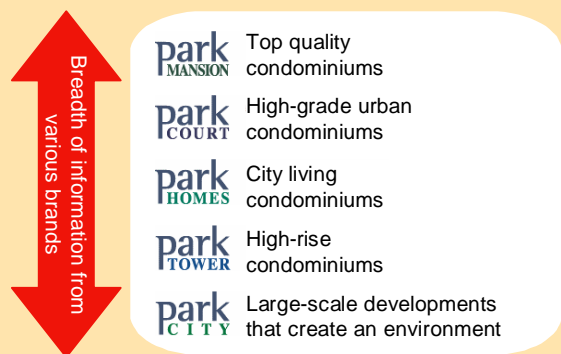 Breadth of information from
various brands
park
MANSION
Top quality
condominiums
park
COURT
High-grade urban
condominiums
park
HOMES
City living
condominiums
park
TOWER
High-rise
condominiums
park
CITY
Large-scale developments
that create an environment